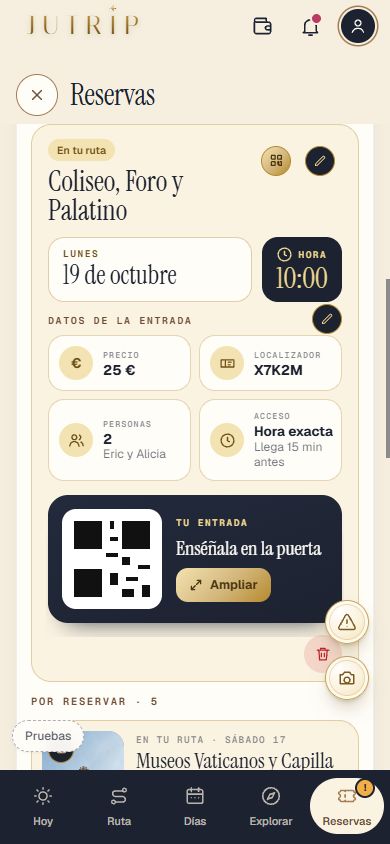 JUTRIP
Reservas
En tu ruta
Coliseo, Foro y
Palatino
LUNES
19 de octubre
HORA
10:00
DATOS DE LA ENTRADA
€
PRECIO
25 €
LOCALIZADOR
X7K2M
PERSONAS
2
Eric y Alicia
ACCESO
Hora exacta
Llega 15 min
antes
TU ENTRADA
Enséñala en la puerta
Ampliar
POR RESERVAR · 5
Pruebas
EN TU RUTA · SÁBADO 17
Museos Vaticanos y Capilla
Hoy
Ruta
Días
Explorar
!
Reservas